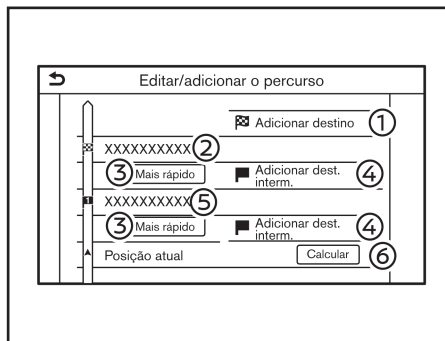 Editar/adicionar o percurso
Adicionar destino ①
XXXXXXXXXX ②
③ Mais rápido
Adicionar dest. ④
interm.
1 XXXXXXXXXX ⑤
③ Mais rápido
Adicionar dest. ④
interm.
Posição atual
Calcular ⑥